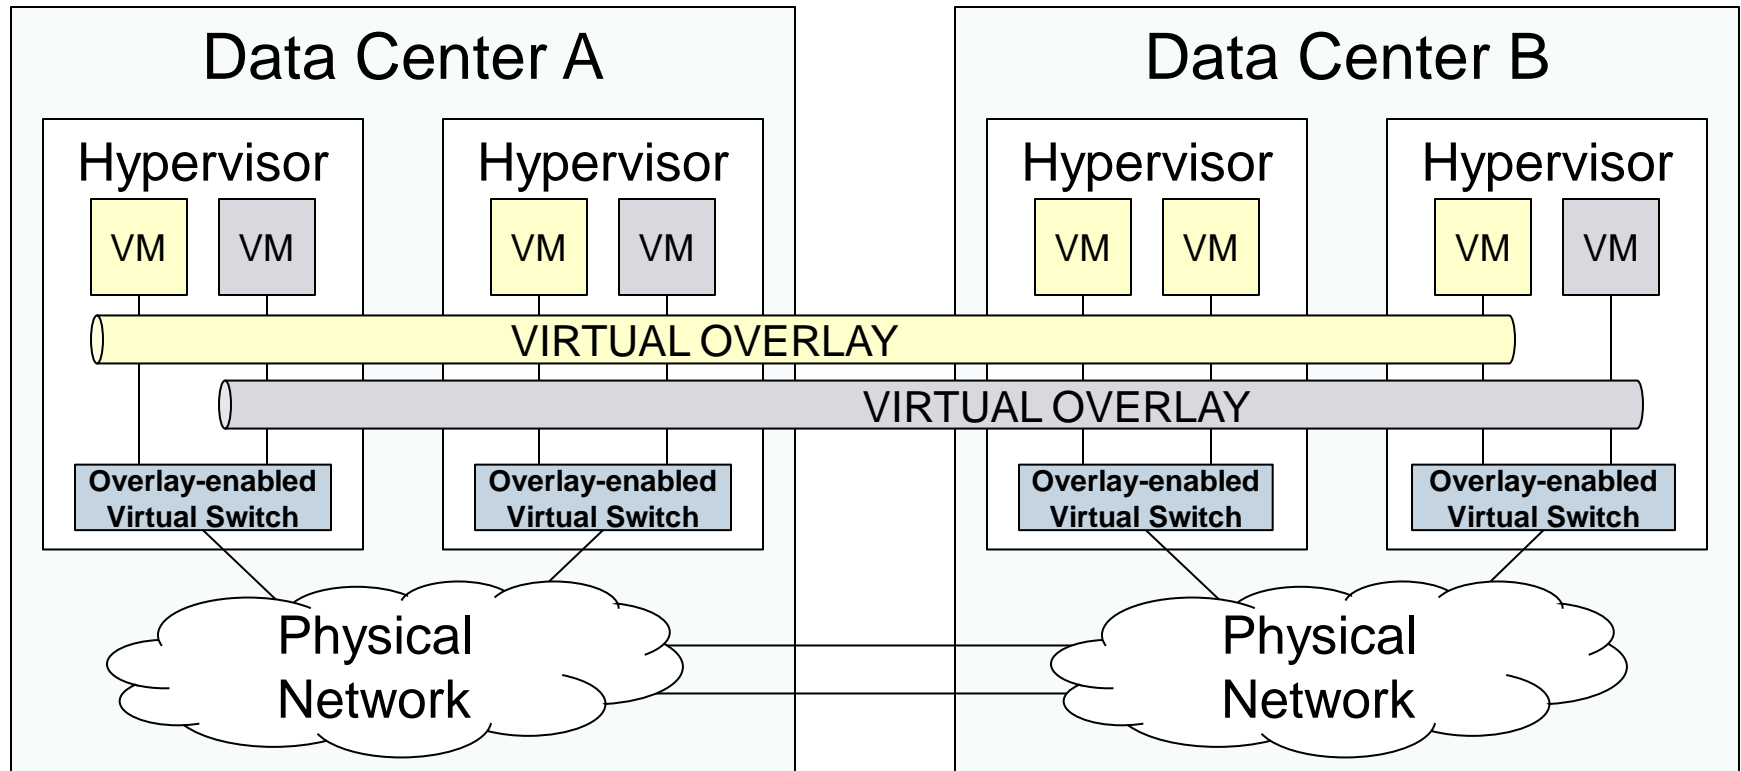 Data Center A
Data Center B
Hypervisor
Hypervisor
Hypervisor
Hypervisor
VM
VM
VM
VM
VM
VM
VM
VM
VIRTUAL OVERLAY
VIRTUAL OVERLAY
Overlay-enabled
Virtual Switch
Overlay-enabled
Virtual Switch
Overlay-enabled
Virtual Switch
Overlay-enabled
Virtual Switch
Physical
Network
Physical
Network